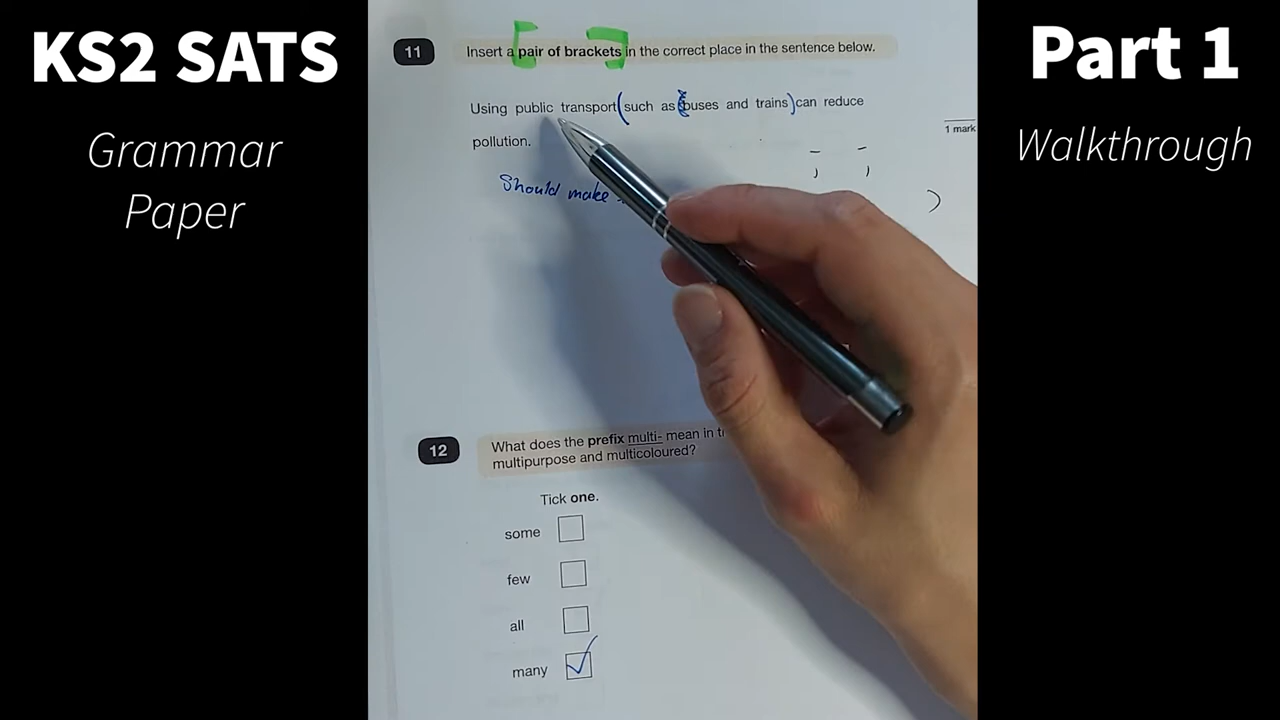 KS2 SATS
Grammar
Paper
Part 1
Walkthrough
11
Insert a pair of brackets in the correct place in the sentence below.
Using public transport(such as buses and trains)can reduce
pollution.
1 mark
Should make
12
What does the prefix multi- mean in
multipurpose and multicoloured?
Tick one.
some
few
all
many